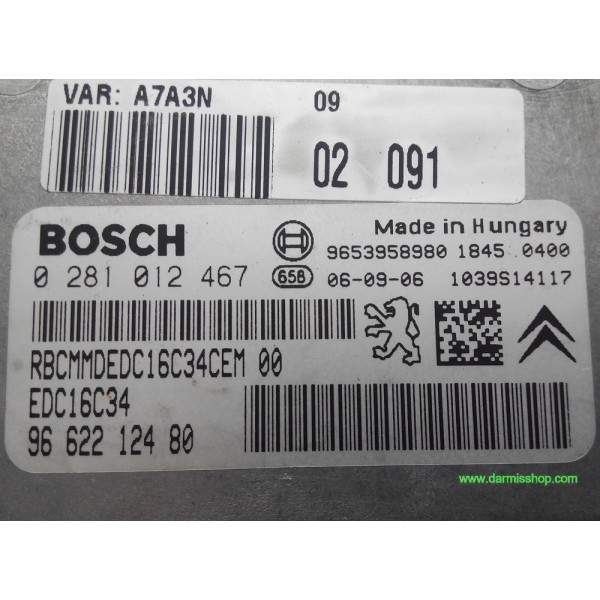 VAR: A7A3N
09
02 091
BOSCH
Made in Hungary
9653958980 1845 0400
0 281 012 467
658
06-09-06 1039S14117
RBCMMDEDC16C34CEM 00
EDC16C34
96 622 124 80
www.darmisshop.com